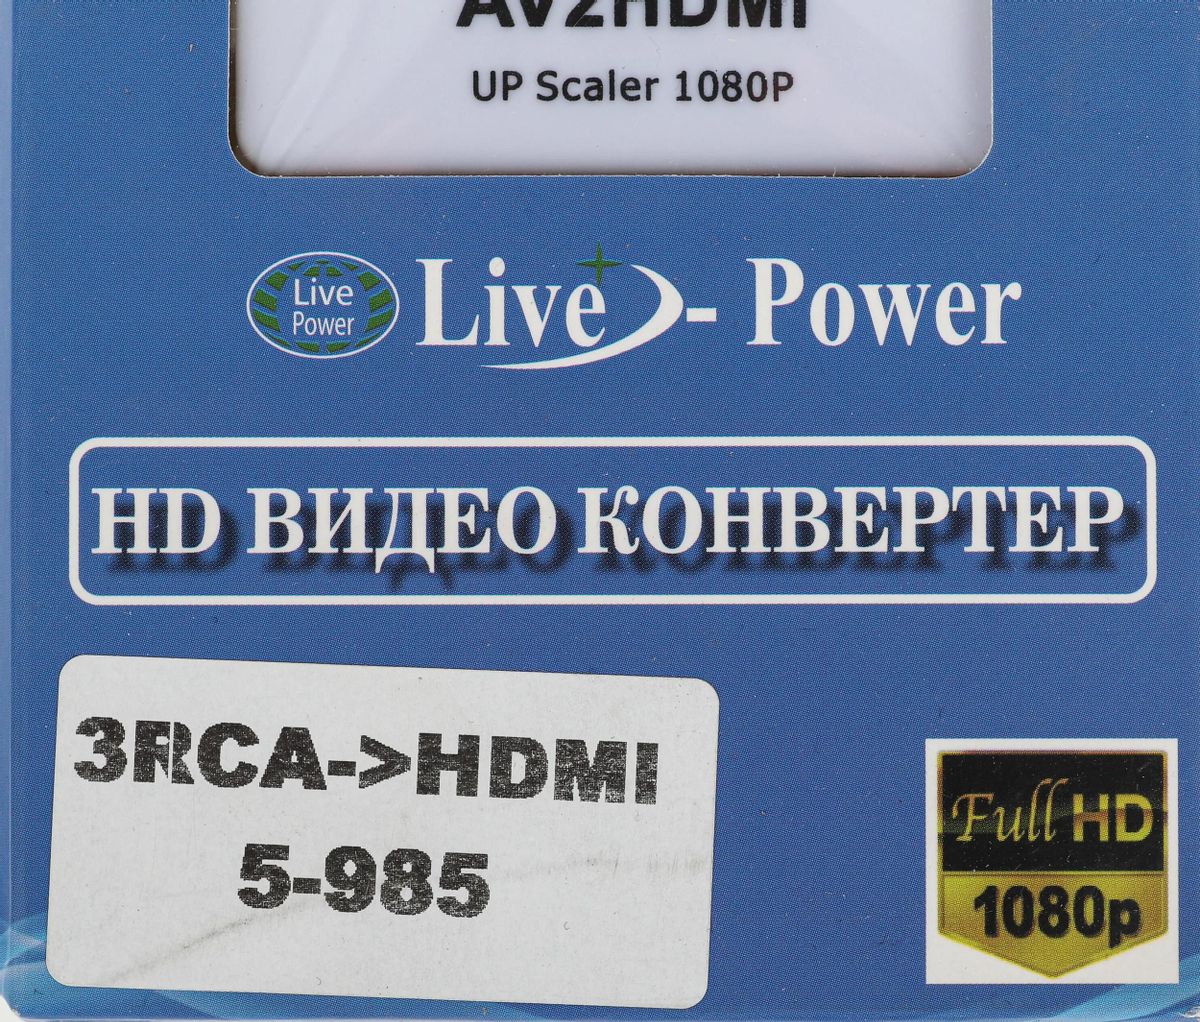 AV2HDMI
UP Scaler 1080P
Live
Power
Live - Power
HD ВИДЕО КОНВЕРТЕР
3RCA->HDMI
5-985
Full HD
1080p